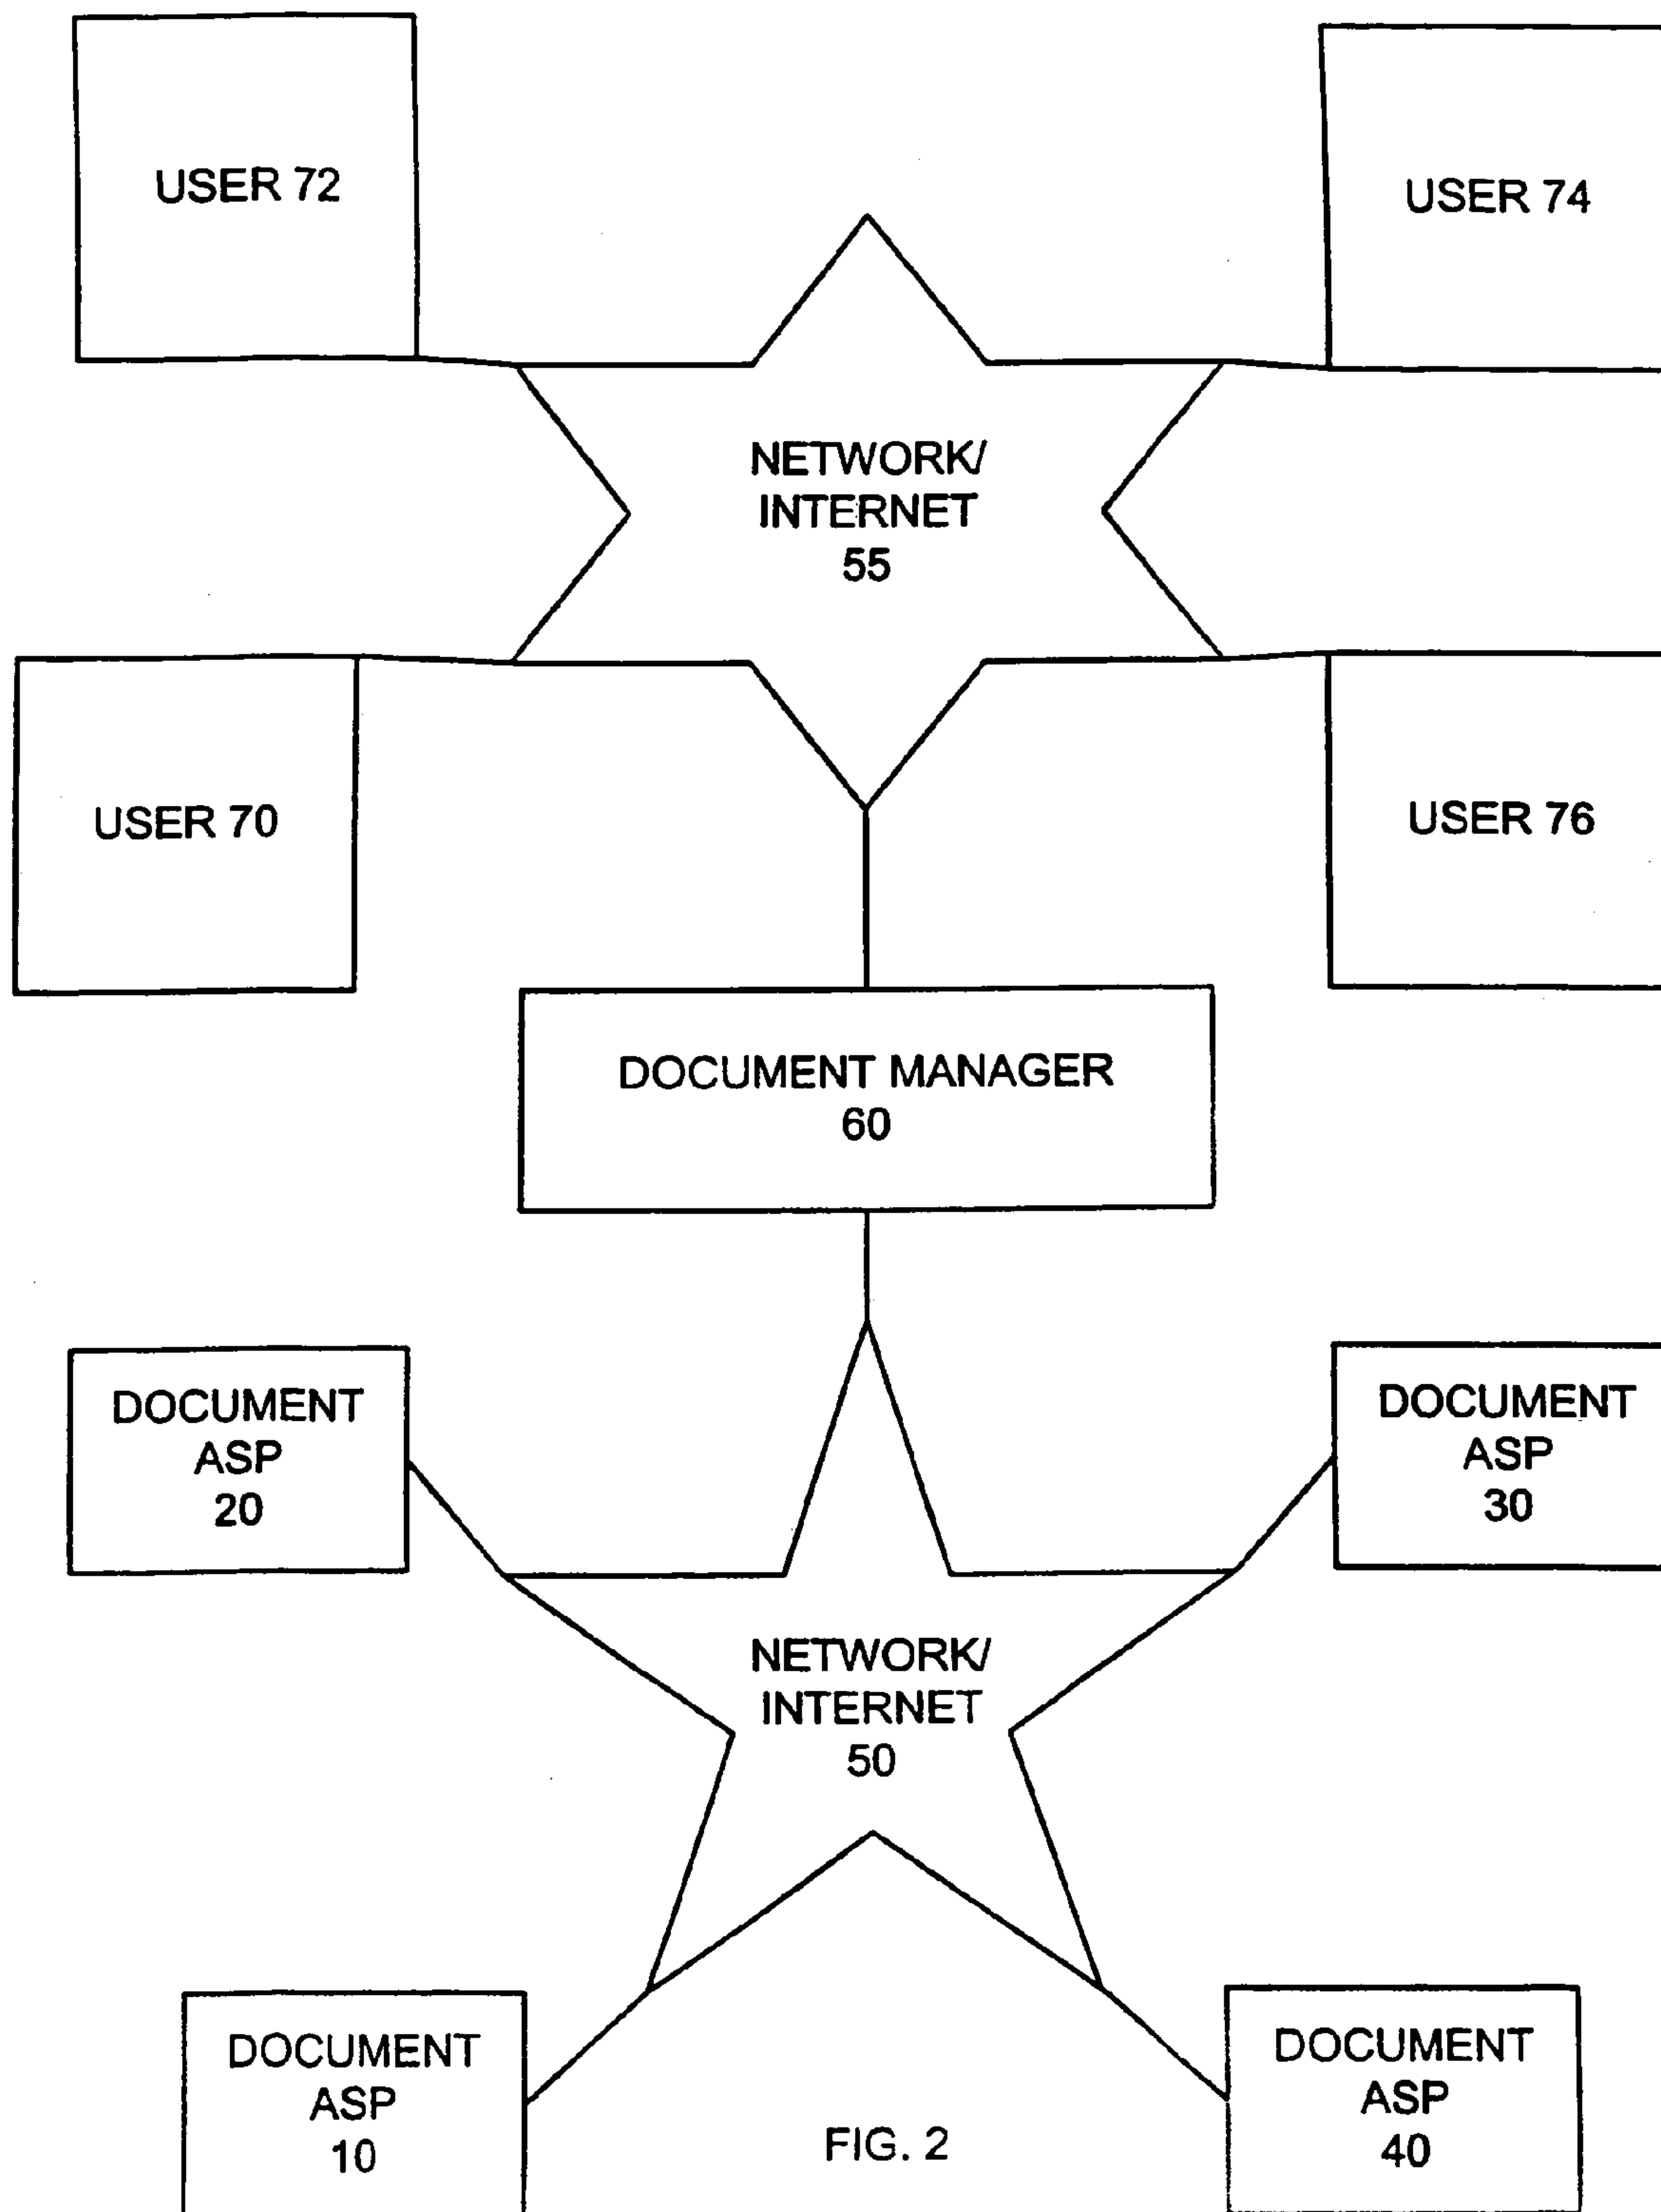 USER 72
USER 74
NETWORK/
INTERNET
55
USER 70
USER 76
DOCUMENT MANAGER
60
DOCUMENT
ASP
20
DOCUMENT
ASP
30
NETWORK/
INTERNET
50
DOCUMENT
ASP
10
DOCUMENT
ASP
40
FIG. 2